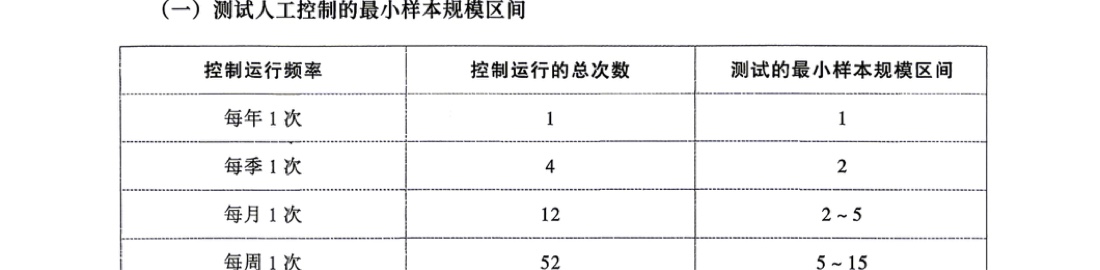 （一）测试人工控制的最小样本规模区间
控制运行频率 控制运行的总次数 测试的最小样本规模区间
每年 1 次 1 1
每季 1 次 4 2
每月 1 次 12 2~5
每周 1 次 52 5~15